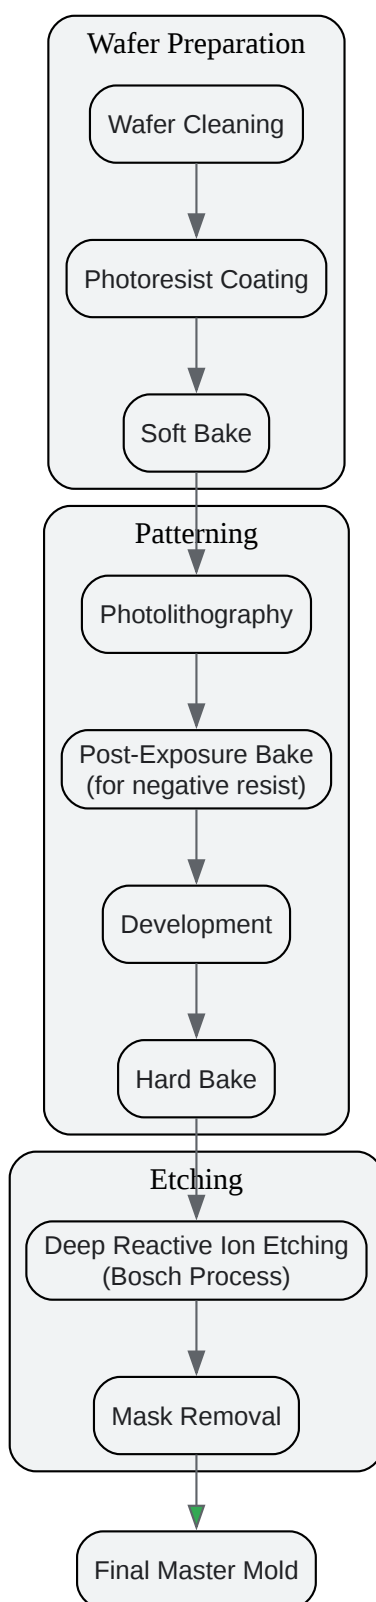 Wafer Preparation
Wafer Cleaning
Photoresist Coating
Soft Bake
Patterning
Photolithography
Post-Exposure Bake
(for negative resist)
Development
Hard Bake
Etching
Deep Reactive Ion Etching
(Bosch Process)
Mask Removal
Final Master Mold